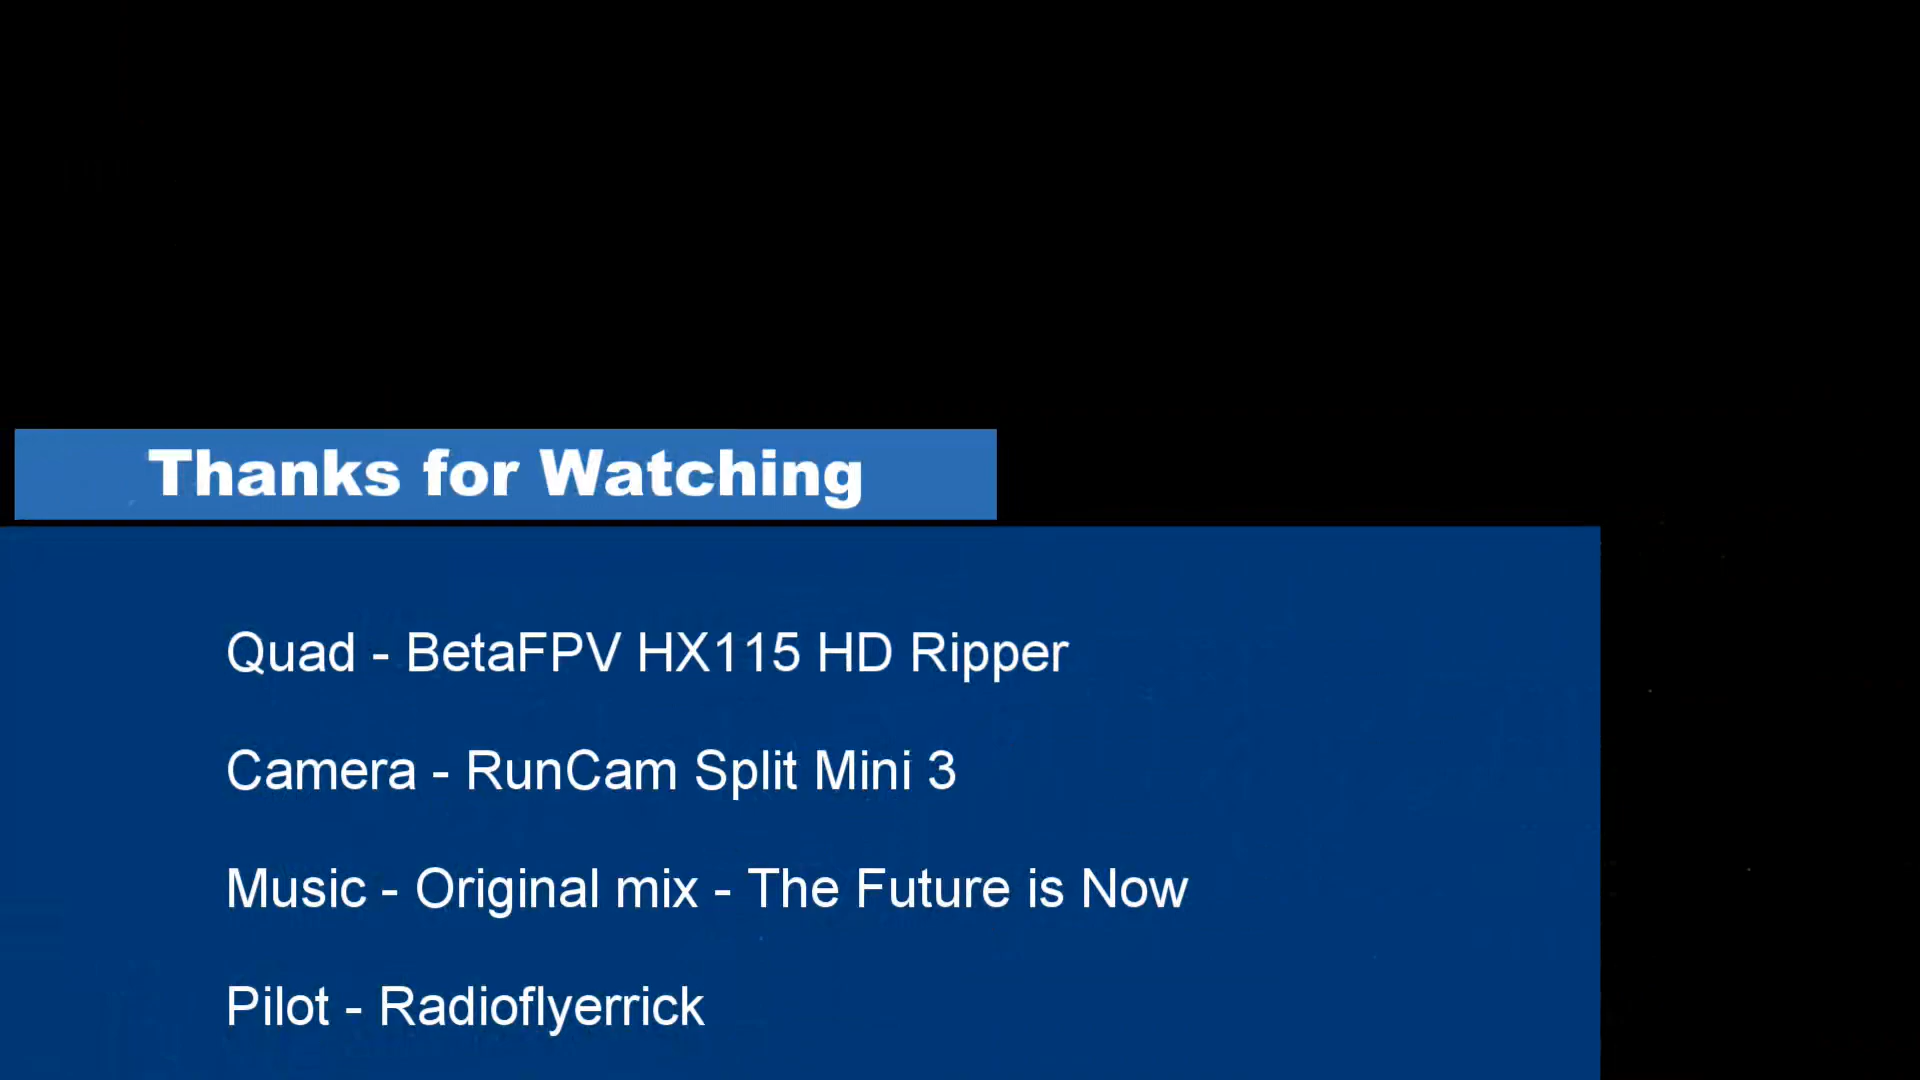 Thanks for Watching
Quad - BetaFPV HX115 HD Ripper
Camera - RunCam Split Mini 3
Music - Original mix - The Future is Now
Pilot - Radioflyerrick